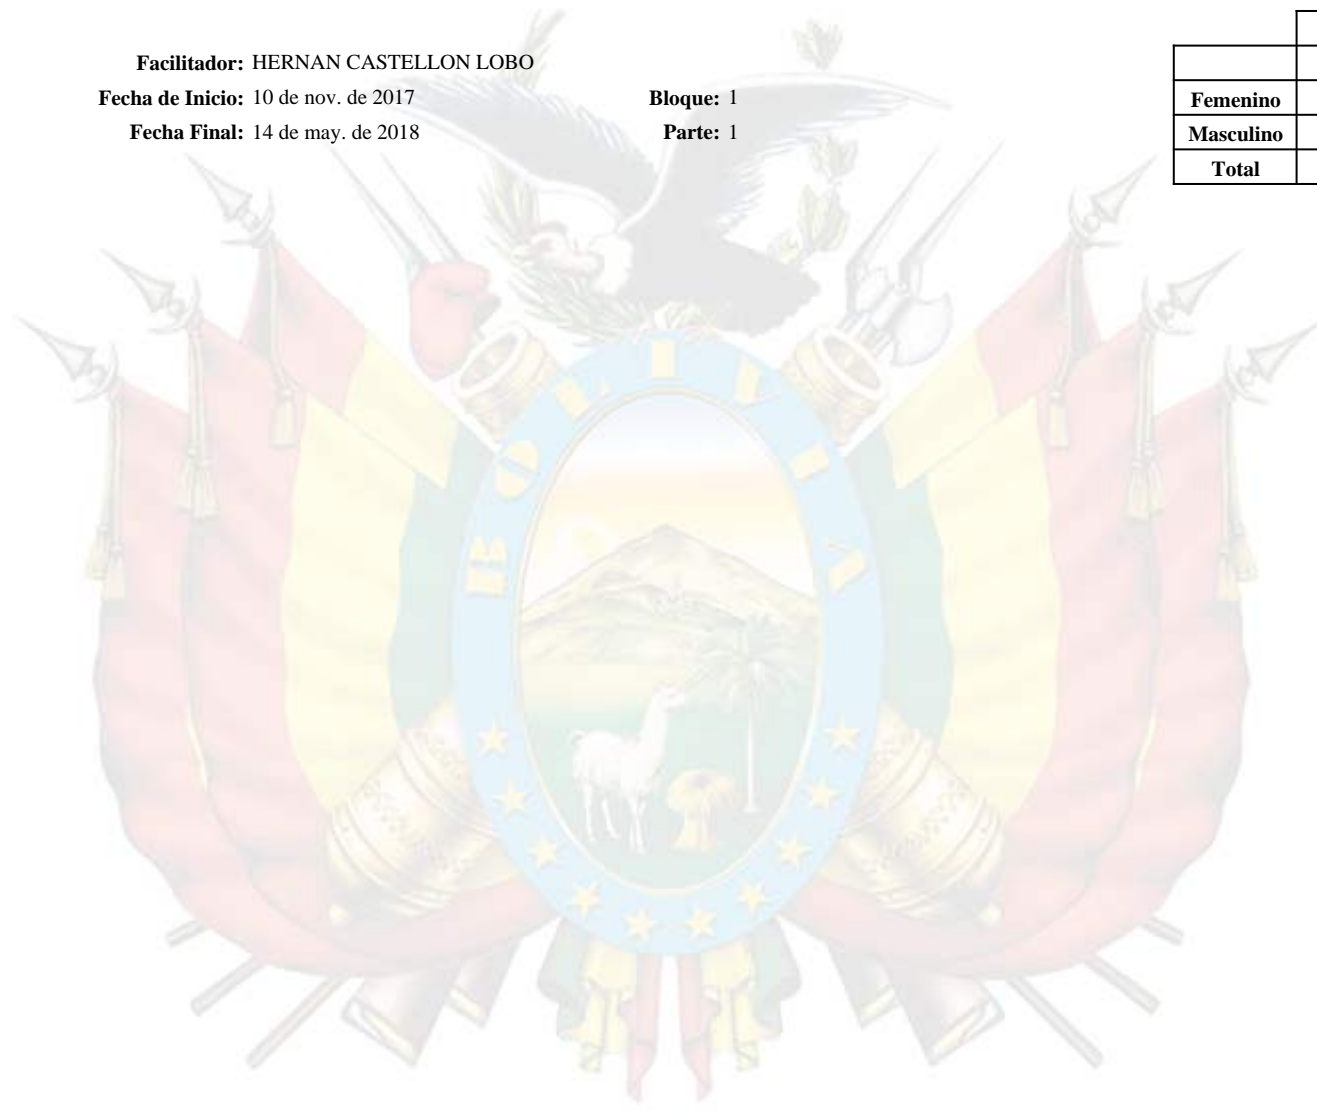 Facilitador: HERNAN CASTELLON LOBO
Fecha de Inicio: 10 de nov. de 2017 Bloque: 1
Fecha Final: 14 de may. de 2018 Parte: 1
Femenino
Masculino
Total
BOLIVIA